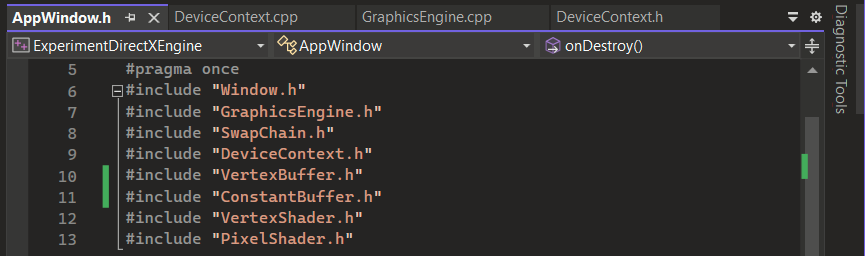 AppWindow.h DeviceContext.cpp GraphicsEngine.cpp DeviceContext.h
ExperimentDirectXEngine AppWindow onDestroy()
5 #pragma once
6 #include "Window.h"
7 #include "GraphicsEngine.h"
8 #include "SwapChain.h"
9 #include "DeviceContext.h"
10 #include "VertexBuffer.h"
11 #include "ConstantBuffer.h"
12 #include "VertexShader.h"
13 #include "PixelShader.h"
Diagnostic Tools